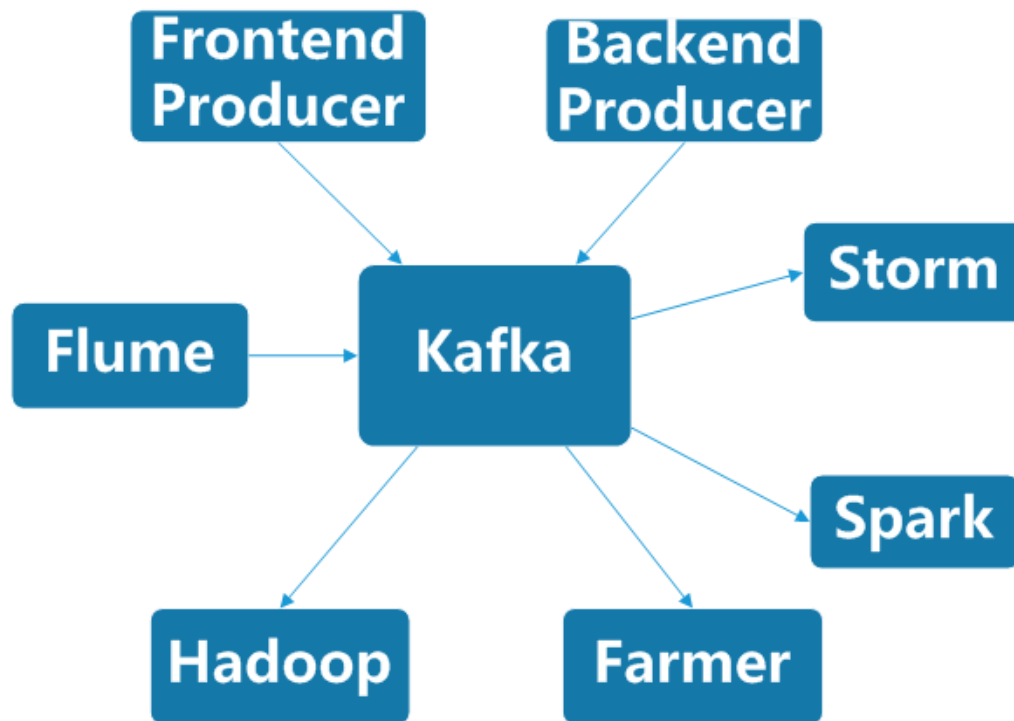 Frontend
Producer
Backend
Producer
Storm
Flume
Kafka
Spark
Hadoop
Farmer